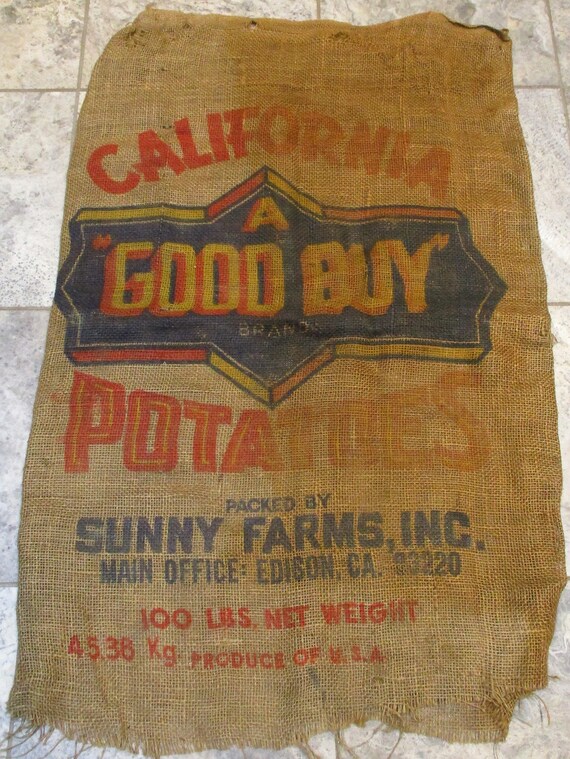 CALIFORNIA
A
"GOOD BUY"
BRAND
POTATOES
PACKED BY
SUNNY FARMS, INC.
MAIN OFFICE: EDISON, CA. 93220
100 LBS. NET WEIGHT
45.36 Kg. PRODUCE OF U.S.A.